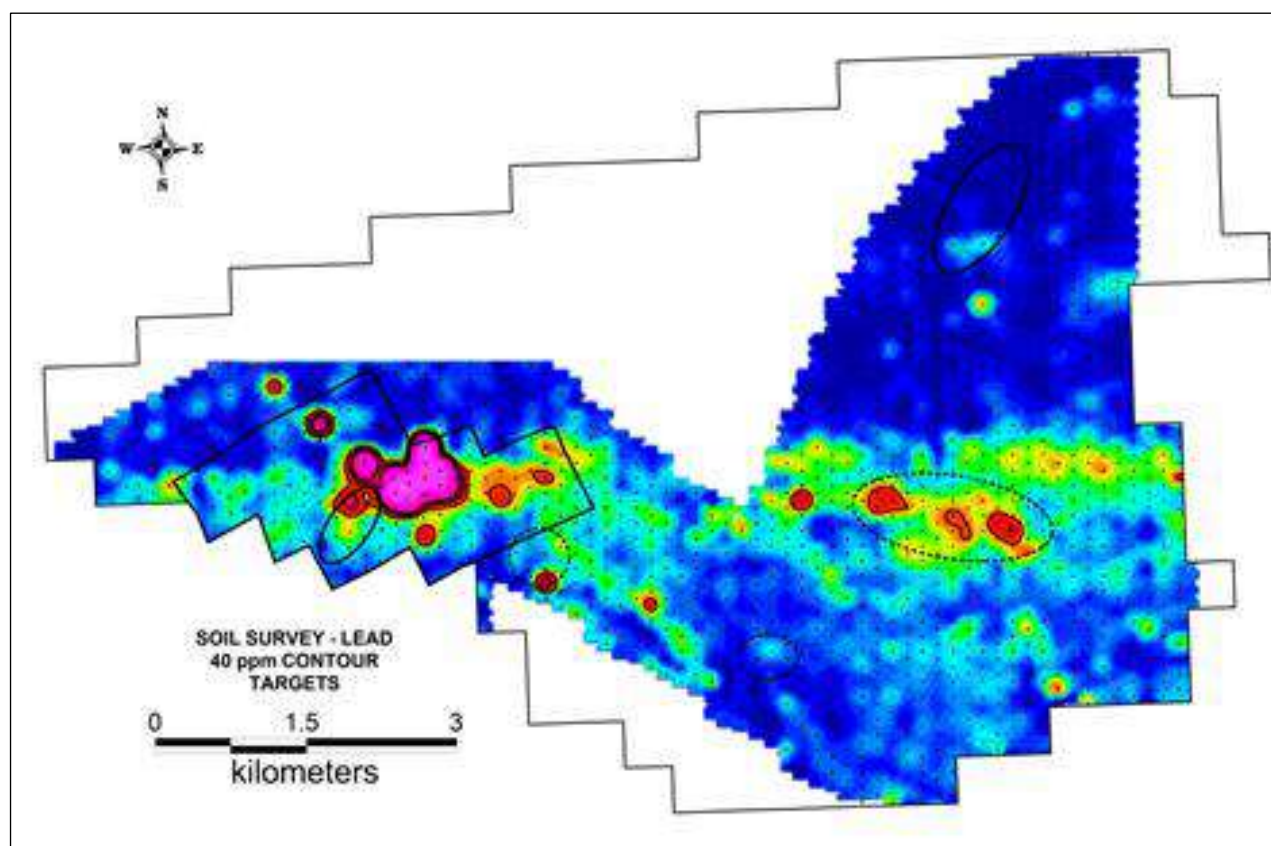 N
W E
S
SOIL SURVEY - LEAD
40 ppm CONTOUR
TARGETS
0 1.5 3
kilometers